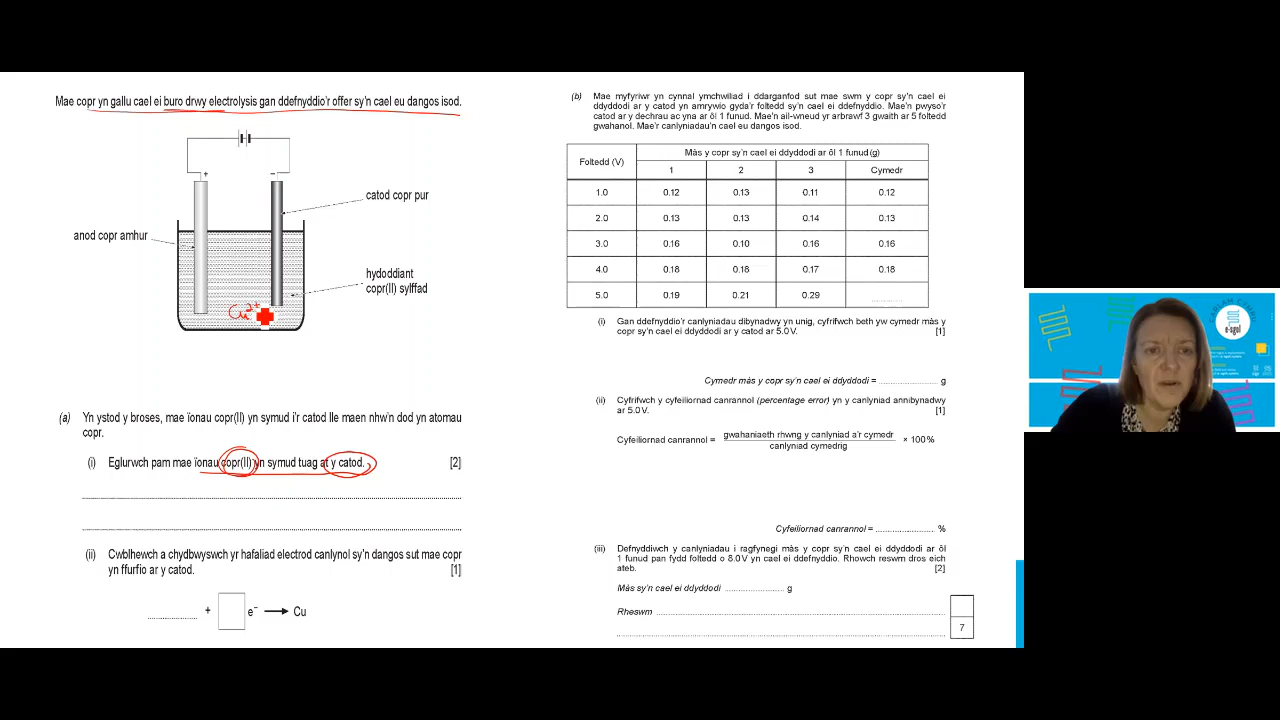 Mae copr yn gallu cael ei buro drwy electrolysis gan ddefnyddio'r offer sy'n cael eu dangos isod.
+
–
catod copr pur
anod copr amhur
hydoddiant
copr(II) sylffad
Cu2+
(a) Yn ystod y broses, mae ïonau copr(II) yn symud i'r catod lle maen nhw'n dod yn atomau
copr.
(i) Eglurwch pam mae ïonau copr(II) yn symud tuag at y catod. [2]
(ii) Cwblhewch a chydbwyswch yr hafaliad electrod canlynol sy'n dangos sut mae copr
yn ffurfio ar y catod. [1]
.................... + e⁻ ⟶ Cu
(b) Mae myfyriwr yn cynnal ymchwiliad i ddarganfod sut mae swm y copr sy'n cael ei
ddyddodi ar y catod yn amrywio gyda'r foltedd sy'n cael ei ddefnyddio. Mae'n pwyso'r
catod ar y dechrau ac yna ar ôl 1 funud. Mae'n ail-wneud yr arbrawf 3 gwaith ar 5 foltedd
gwahanol. Mae'r canlyniadau'n cael eu dangos isod.
Foltedd (V) Màs y copr sy'n cael ei ddyddodi ar ôl 1 funud (g)
1 2 3 Cymedr
1.0 0.12 0.13 0.11 0.12
2.0 0.13 0.13 0.14 0.13
3.0 0.16 0.10 0.16 0.16
4.0 0.18 0.18 0.17 0.18
5.0 0.19 0.21 0.29 ............
(i) Gan ddefnyddio'r canlyniadau dibynadwy yn unig, cyfrifwch beth yw cymedr màs y
copr sy'n cael ei ddyddodi ar y catod ar 5.0 V. [1]
Cymedr màs y copr sy'n cael ei ddyddodi = .................... g
(ii) Cyfrifwch y cyfeiliornad canrannol (percentage error) yn y canlyniad annibynadwy
ar 5.0 V. [1]
Cyfeiliornad canrannol = gwahaniaeth rhwng y canlyniad a'r cymedr × 100 %
canlyniad cymedrig
Cyfeiliornad canrannol = .................... %
(iii) Defnyddiwch y canlyniadau i ragfynegi màs y copr sy'n cael ei ddyddodi ar ôl
1 funud pan fydd foltedd o 8.0 V yn cael ei ddefnyddio. Rhowch reswm dros eich
ateb. [2]
Màs sy'n cael ei ddyddodi .................... g
Rheswm ....................
7
e-sgol